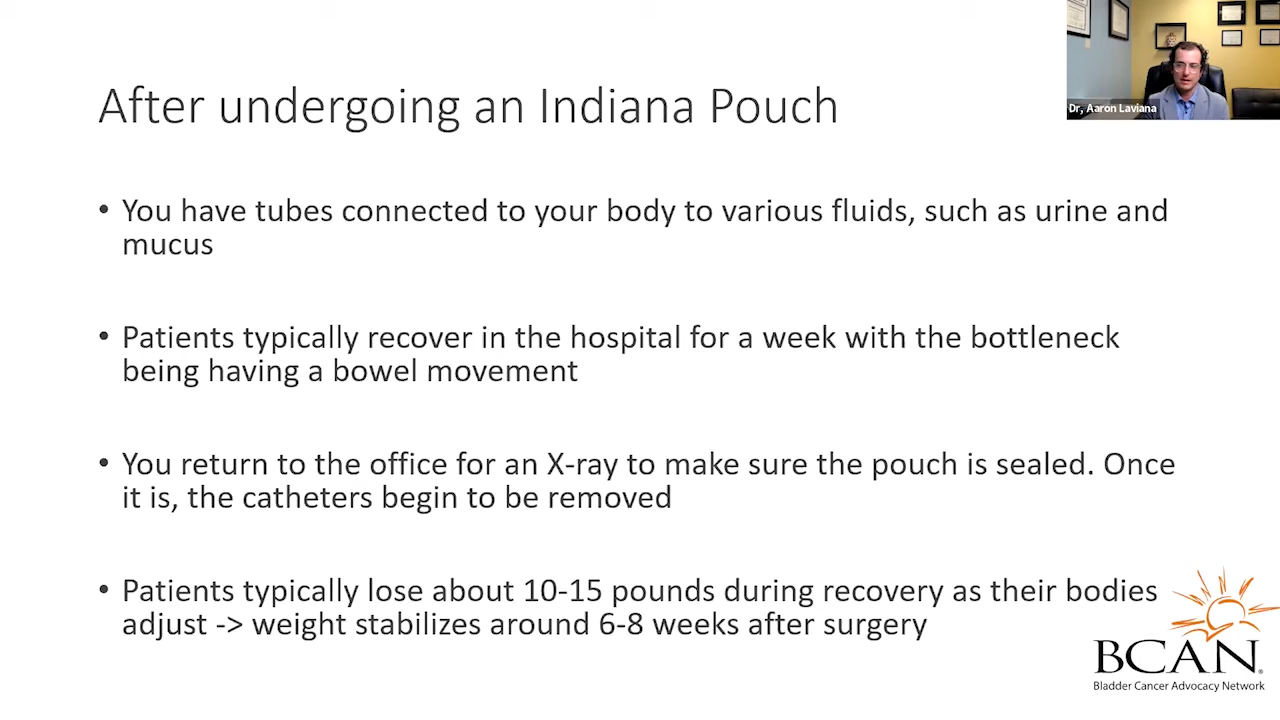 After undergoing an Indiana Pouch
Dr, Aaron Laviana
• You have tubes connected to your body to various fluids, such as urine and
mucus
• Patients typically recover in the hospital for a week with the bottleneck
being having a bowel movement
• You return to the office for an X-ray to make sure the pouch is sealed. Once
it is, the catheters begin to be removed
• Patients typically lose about 10-15 pounds during recovery as their bodies
adjust -> weight stabilizes around 6-8 weeks after surgery
BCAN®
Bladder Cancer Advocacy Network